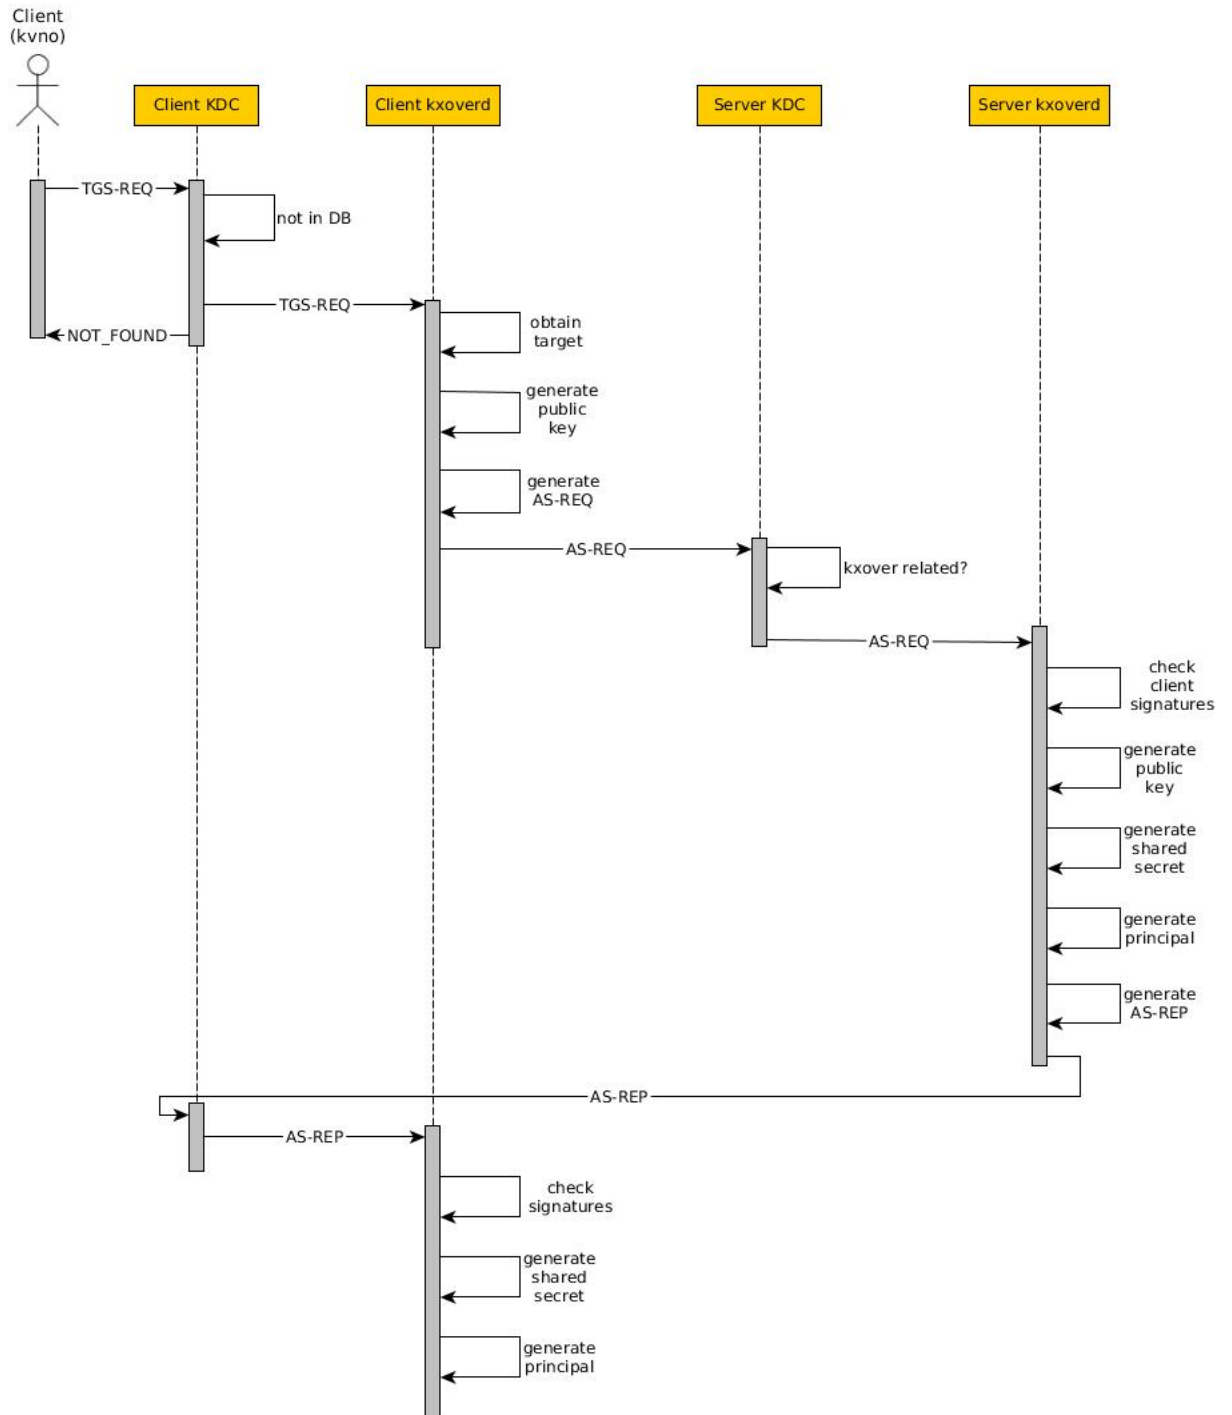 Client
(kvno)
Client KDC
Client kxoverd
Server KDC
Server kxoverd
TGS-REQ
not in DB
TGS-REQ
NOT_FOUND
obtain
target
generate
public
key
generate
AS-REQ
AS-REQ
kxover related?
AS-REQ
check
client
signatures
generate
public
key
generate
shared
secret
generate
principal
generate
AS-REP
AS-REP
AS-REP
check
signatures
generate
shared
secret
generate
principal